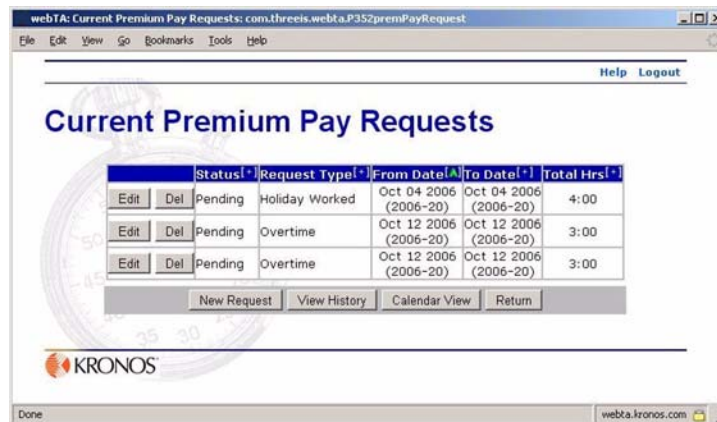 webTA: Current Premium Pay Requests: com.threeis.webta.P352premPayRequest
File Edit View Go Bookmarks Tools Help
Help Logout
Current Premium Pay Requests
Status[+] Request Type[+] From Date[∧] To Date[+] Total Hrs[+]
Edit Del Pending Holiday Worked Oct 04 2006 (2006-20) Oct 04 2006 (2006-20) 4:00
Edit Del Pending Overtime Oct 12 2006 (2006-20) Oct 12 2006 (2006-20) 3:00
Edit Del Pending Overtime Oct 12 2006 (2006-20) Oct 12 2006 (2006-20) 3:00
New Request View History Calendar View Return
50
45
35 30
KRONOS
Done webta.kronos.com